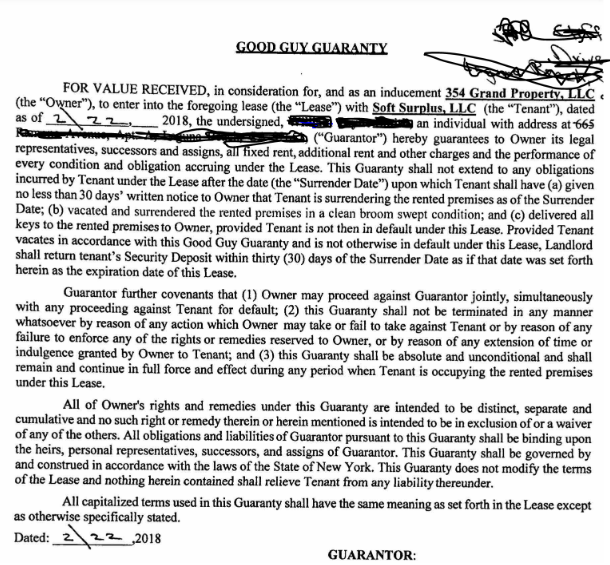 Drive
GOOD GUY GUARANTY
FOR VALUE RECEIVED, in consideration for, and as an inducement 354 Grand Property, LLC,
(the “Owner”), to enter into the foregoing lease (the “Lease”) with Soft Surplus, LLC (the “Tenant”), dated
as of 2\22, 2018, the undersigned, an individual with address at 665
(“Guarantor”) hereby guarantees to Owner its legal
representatives, successors and assigns, all fixed rent, additional rent and other charges and the performance of
every condition and obligation accruing under the Lease. This Guaranty shall not extend to any obligations
incurred by Tenant under the Lease after the date (the “Surrender Date”) upon which Tenant shall have (a) given
no less than 30 days’ written notice to Owner that Tenant is surrendering the rented premises as of the Surrender
Date; (b) vacated and surrendered the rented premises in a clean broom swept condition; and (c) delivered all
keys to the rented premises to Owner, provided Tenant is not then in default under this Lease. Provided Tenant
vacates in accordance with this Good Guy Guaranty and is not otherwise in default under this Lease, Landlord
shall return tenant’s Security Deposit within thirty (30) days of the Surrender Date as if that date was set forth
herein as the expiration date of this Lease.
Guarantor further covenants that (1) Owner may proceed against Guarantor jointly, simultaneously
with any proceeding against Tenant for default; (2) this Guaranty shall not be terminated in any manner
whatsoever by reason of any action which Owner may take or fail to take against Tenant or by reason of any
failure to enforce any of the rights or remedies reserved to Owner, or by reason of any extension of time or
indulgence granted by Owner to Tenant; and (3) this Guaranty shall be absolute and unconditional and shall
remain and continue in full force and effect during any period when Tenant is occupying the rented premises
under this Lease.
All of Owner's rights and remedies under this Guaranty are intended to be distinct, separate and
cumulative and no such right or remedy therein or herein mentioned is intended to be in exclusion of or a waiver
of any of the others. All obligations and liabilities of Guarantor pursuant to this Guaranty shall be binding upon
the heirs, personal representatives, successors, and assigns of Guarantor. This Guaranty shall be governed by
and construed in accordance with the laws of the State of New York. This Guaranty does not modify the terms
of the Lease and nothing herein contained shall relieve Tenant from any liability thereunder.
All capitalized terms used in this Guaranty shall have the same meaning as set forth in the Lease except
as otherwise specifically stated.
Dated: 2\22,2018
GUARANTOR: